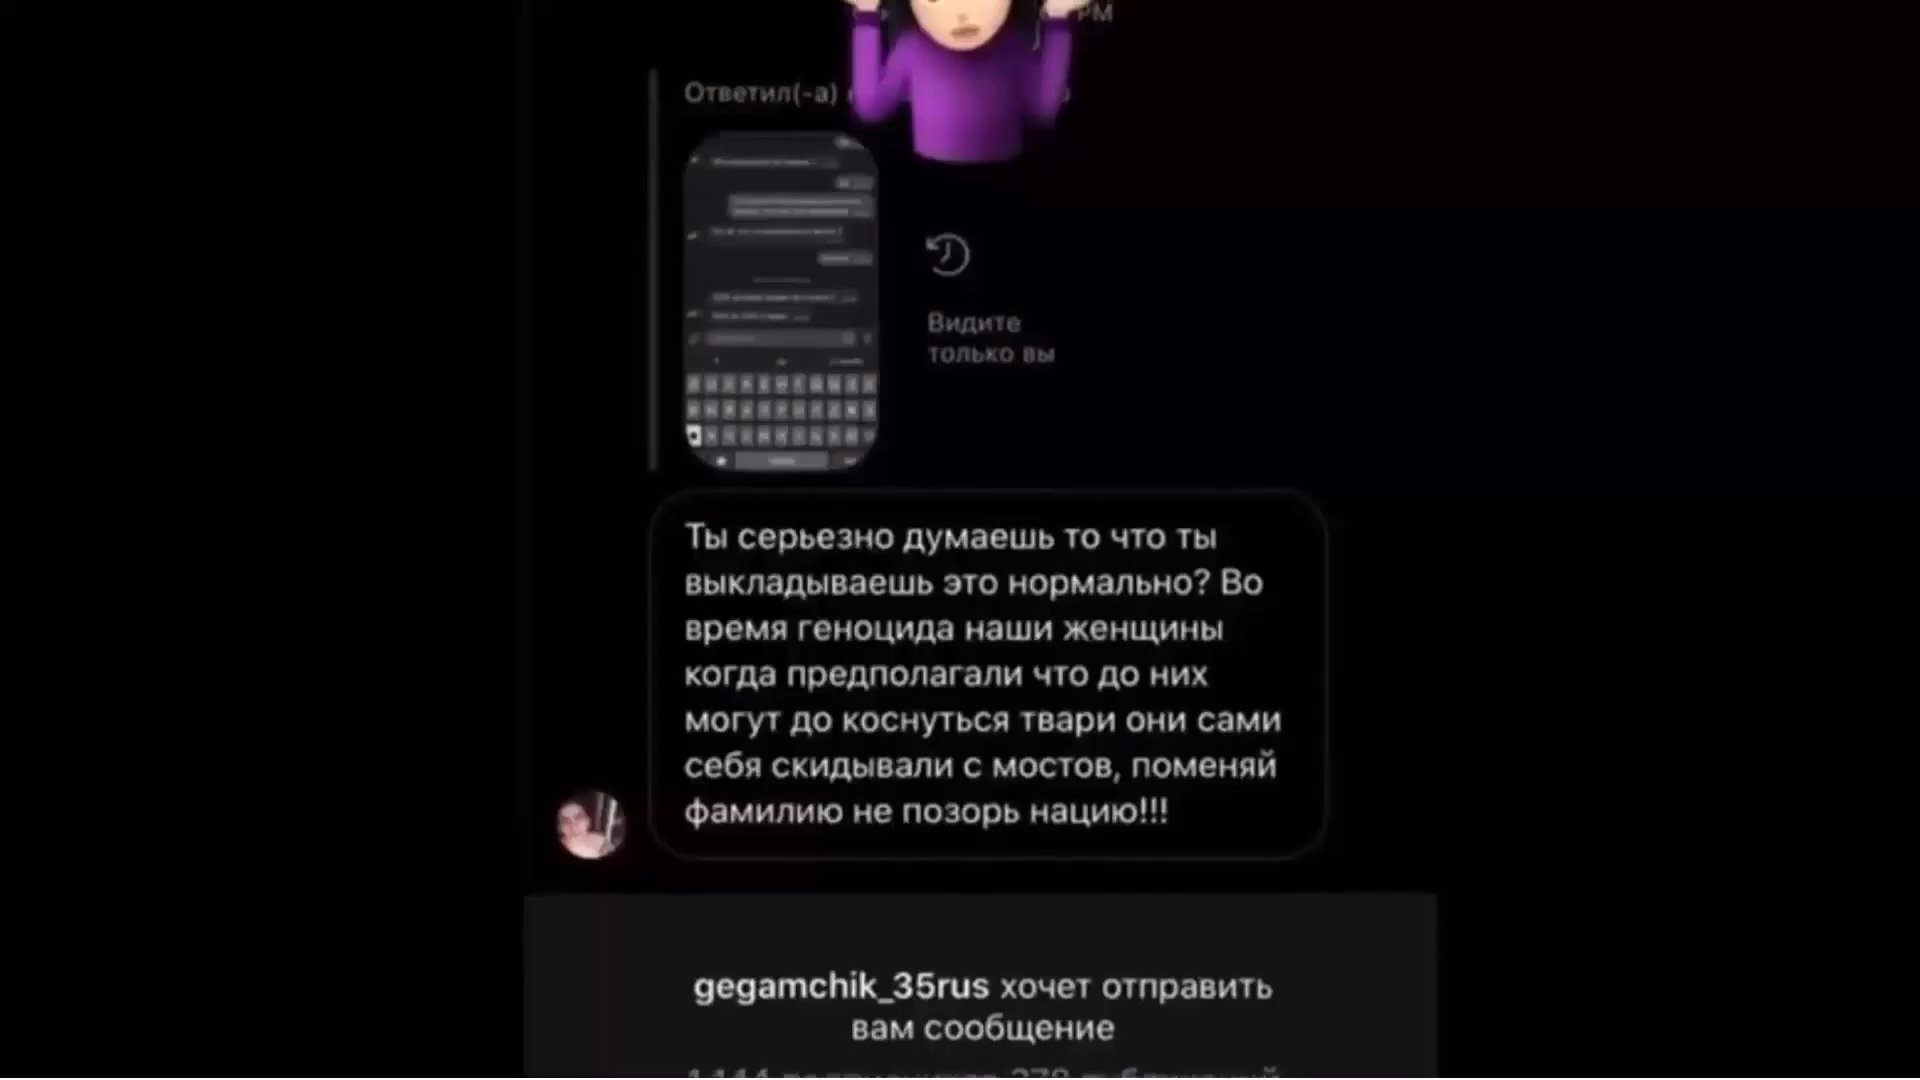 PM
Ответил(-а)
Видите
только вы
Ты серьезно думаешь то что ты
выкладываешь это нормально? Во
время геноцида наши женщины
когда предполагали что до них
могут до коснуться твари они сами
себя скидывали с мостов, поменяй
фамилию не позорь нацию!!!
gegamchik_35rus хочет отправить
вам сообщение